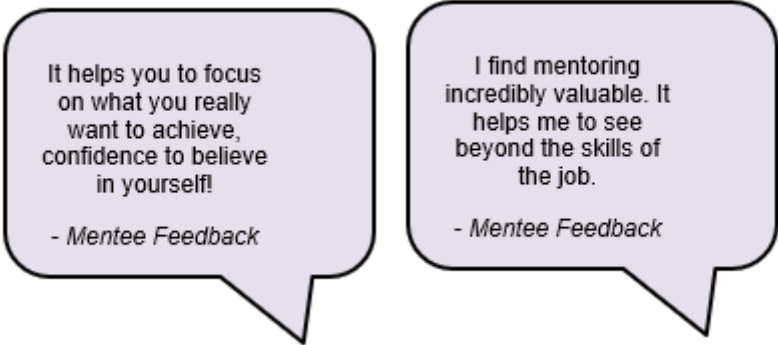 It helps you to focus
on what you really
want to achieve,
confidence to believe
in yourself!
- Mentee Feedback
I find mentoring
incredibly valuable. It
helps me to see
beyond the skills of
the job.
- Mentee Feedback